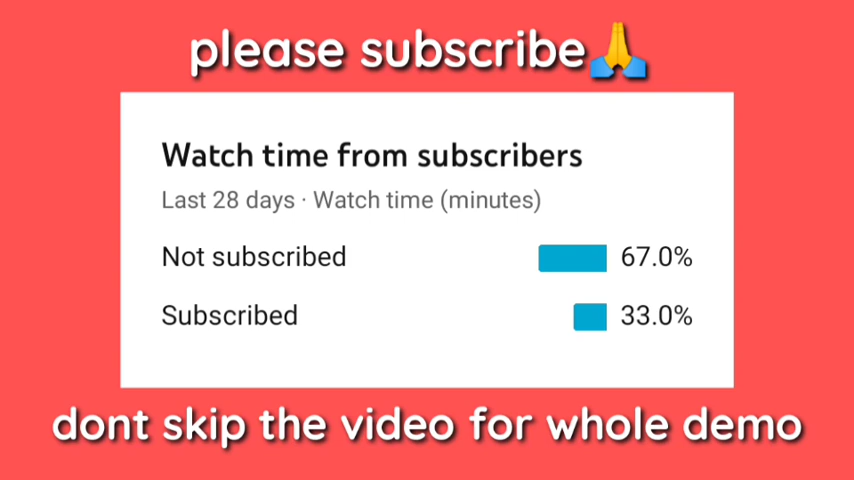 please subscribe🙏
Watch time from subscribers
Last 28 days · Watch time (minutes)
Not subscribed 67.0%
Subscribed 33.0%
dont skip the video for whole demo